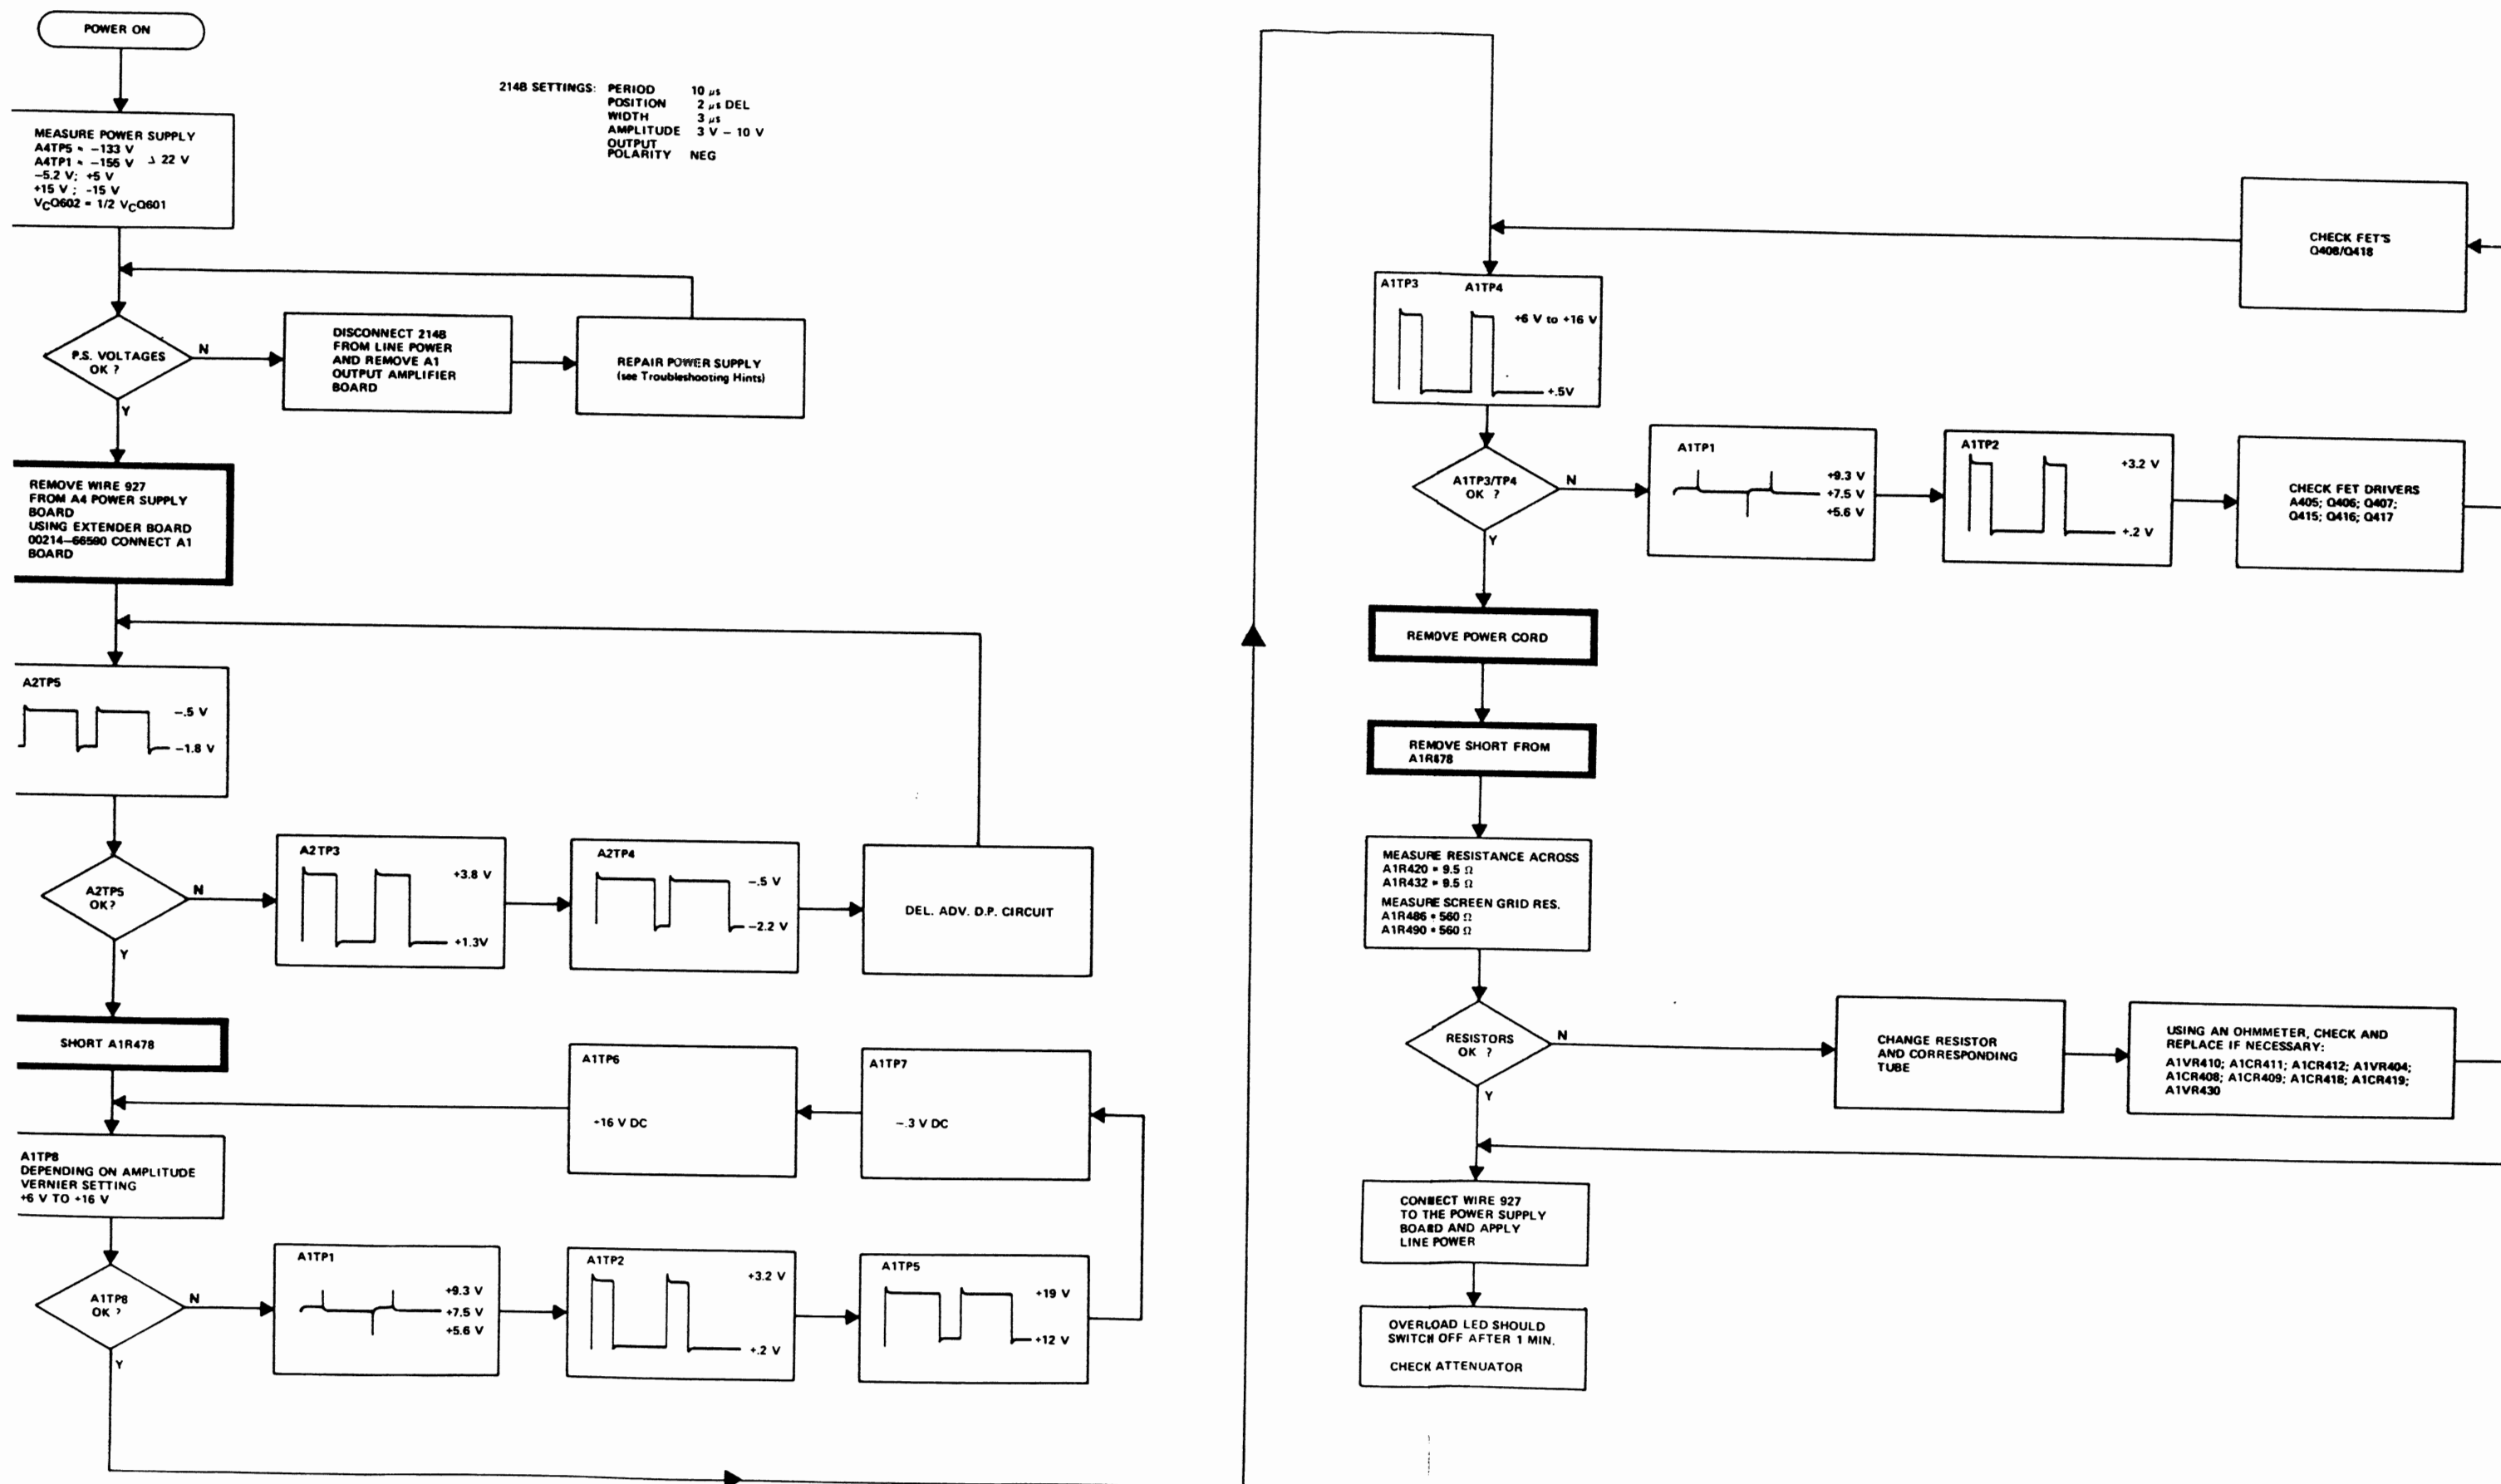 POWER ON
214B SETTINGS: PERIOD 10 µs
POSITION 2 µs DEL
WIDTH 3 µs
AMPLITUDE 3 V – 10 V
OUTPUT
POLARITY NEG
MEASURE POWER SUPPLY
A4TP5 = –133 V
A4TP1 = –155 V Δ 22 V
–5.2 V; +5 V
+15 V ; -15 V
VCQ602 = 1/2 VCQ601
P.S. VOLTAGES
OK ?
N
Y
DISCONNECT 214B
FROM LINE POWER
AND REMOVE A1
OUTPUT AMPLIFIER
BOARD
REPAIR POWER SUPPLY
(see Troubleshooting Hints)
REMOVE WIRE 927
FROM A4 POWER SUPPLY
BOARD
USING EXTENDER BOARD
00214–66590 CONNECT A1
BOARD
A2TP5
–.5 V
–1.8 V
A2TP5
OK?
N
Y
A2TP3
+3.8 V
+1.3V
A2TP4
–.5 V
–2.2 V
DEL. ADV. D.P. CIRCUIT
SHORT A1R478
A1TP6
+16 V DC
A1TP7
–.3 V DC
A1TP8
DEPENDING ON AMPLITUDE
VERNIER SETTING
+6 V TO +16 V
A1TP8
OK ?
N
Y
A1TP1
+9.3 V
+7.5 V
+5.6 V
A1TP2
+3.2 V
+.2 V
A1TP5
+19 V
+12 V
CHECK FET'S
Q408/Q418
A1TP3 A1TP4
+6 V to +16 V
+.5V
A1TP3/TP4
OK ?
N
Y
A1TP1
+9.3 V
+7.5 V
+5.6 V
A1TP2
+3.2 V
+.2 V
CHECK FET DRIVERS
A405; Q406; Q407;
Q415; Q416; Q417
REMOVE POWER CORD
REMOVE SHORT FROM
A1R478
MEASURE RESISTANCE ACROSS
A1R420 = 9.5 Ω
A1R432 = 9.5 Ω
MEASURE SCREEN GRID RES.
A1R486 = 560 Ω
A1R490 = 560 Ω
RESISTORS
OK ?
N
Y
CHANGE RESISTOR
AND CORRESPONDING
TUBE
USING AN OHMMETER, CHECK AND
REPLACE IF NECESSARY:
A1VR410; A1CR411; A1CR412; A1VR404;
A1CR408; A1CR409; A1CR418; A1CR419;
A1VR430
CONNECT WIRE 927
TO THE POWER SUPPLY
BOARD AND APPLY
LINE POWER
OVERLOAD LED SHOULD
SWITCH OFF AFTER 1 MIN.
CHECK ATTENUATOR